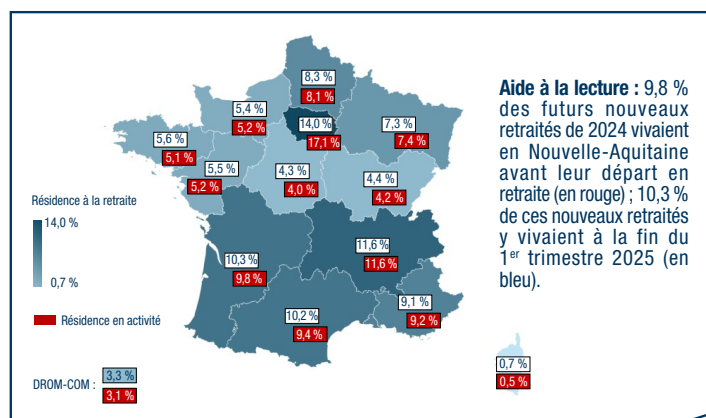 8,3 %
8,1 %
5,4 %
5,2 %
14,0 %
17,1 %
7,3 %
7,4 %
5,6 %
5,1 %
5,5 %
5,2 %
4,3 %
4,0 %
4,4 %
4,2 %
Résidence à la retraite
14,0 %
0,7 %
10,3 %
9,8 %
11,6 %
11,6 %
Résidence en activité
10,2 %
9,4 %
9,1 %
9,2 %
0,7 %
0,5 %
DROM-COM :
3,3 %
3,1 %
Aide à la lecture : 9,8 %
des futurs nouveaux
retraités de 2024 vivaient
en Nouvelle-Aquitaine
avant leur départ en
retraite (en rouge) ; 10,3 %
de ces nouveaux retraités
y vivaient à la fin du
1er trimestre 2025 (en
bleu).